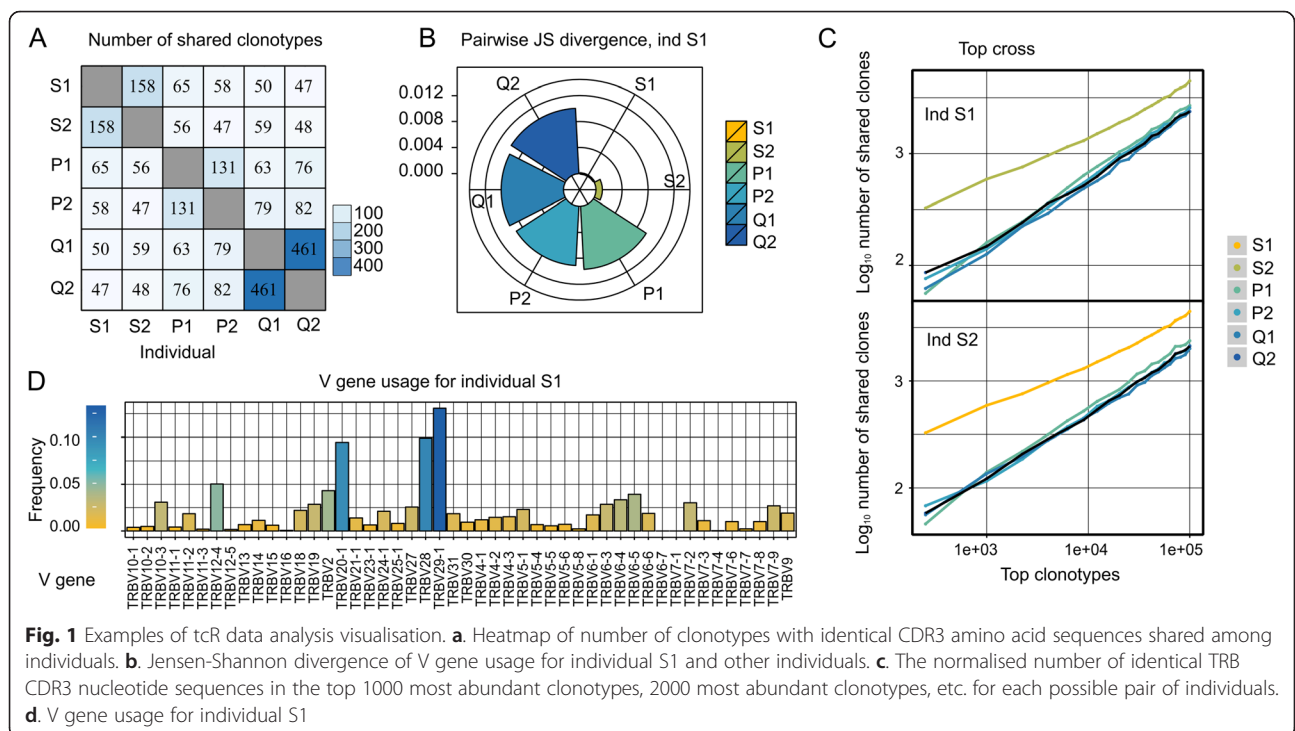 A
Number of shared clonotypes
S1 158 65 58 50 47
S2 158 56 47 59 48
P1 65 56 131 63 76
P2 58 47 131 79 82
Q1 50 59 63 79 461
Q2 47 48 76 82 461
S1 S2 P1 P2 Q1 Q2
Individual
100
200
300
400
B
Pairwise JS divergence, ind S1
0.012
0.008
0.004
0.000
Q2
S1
S2
Q1
P2
P1
S1
S2
P1
P2
Q1
Q2
C
Top cross
Log10 number of shared clones
3
2
Ind S1
Log10 number of shared clones
3
2
Ind S2
1e+03 1e+04 1e+05
Top clonotypes
S1
S2
P1
P2
Q1
Q2
D
V gene usage for individual S1
Frequency
0.10
0.05
0.00
V gene
TRBV10-1
TRBV10-2
TRBV10-3
TRBV11-1
TRBV11-2
TRBV11-3
TRBV12-4
TRBV12-5
TRBV13
TRBV14
TRBV15
TRBV16
TRBV18
TRBV19
TRBV2
TRBV20-1
TRBV21-1
TRBV23-1
TRBV24-1
TRBV25-1
TRBV27
TRBV28
TRBV29-1
TRBV31
TRBV30
TRBV4-1
TRBV4-2
TRBV4-3
TRBV5-1
TRBV5-4
TRBV5-5
TRBV5-6
TRBV5-8
TRBV6-1
TRBV6-3
TRBV6-4
TRBV6-5
TRBV6-6
TRBV6-7
TRBV7-1
TRBV7-2
TRBV7-3
TRBV7-4
TRBV7-6
TRBV7-7
TRBV7-8
TRBV7-9
TRBV9
Fig. 1 Examples of tcR data analysis visualisation. a. Heatmap of number of clonotypes with identical CDR3 amino acid sequences shared among
individuals. b. Jensen-Shannon divergence of V gene usage for individual S1 and other individuals. c. The normalised number of identical TRB
CDR3 nucleotide sequences in the top 1000 most abundant clonotypes, 2000 most abundant clonotypes, etc. for each possible pair of individuals.
d. V gene usage for individual S1